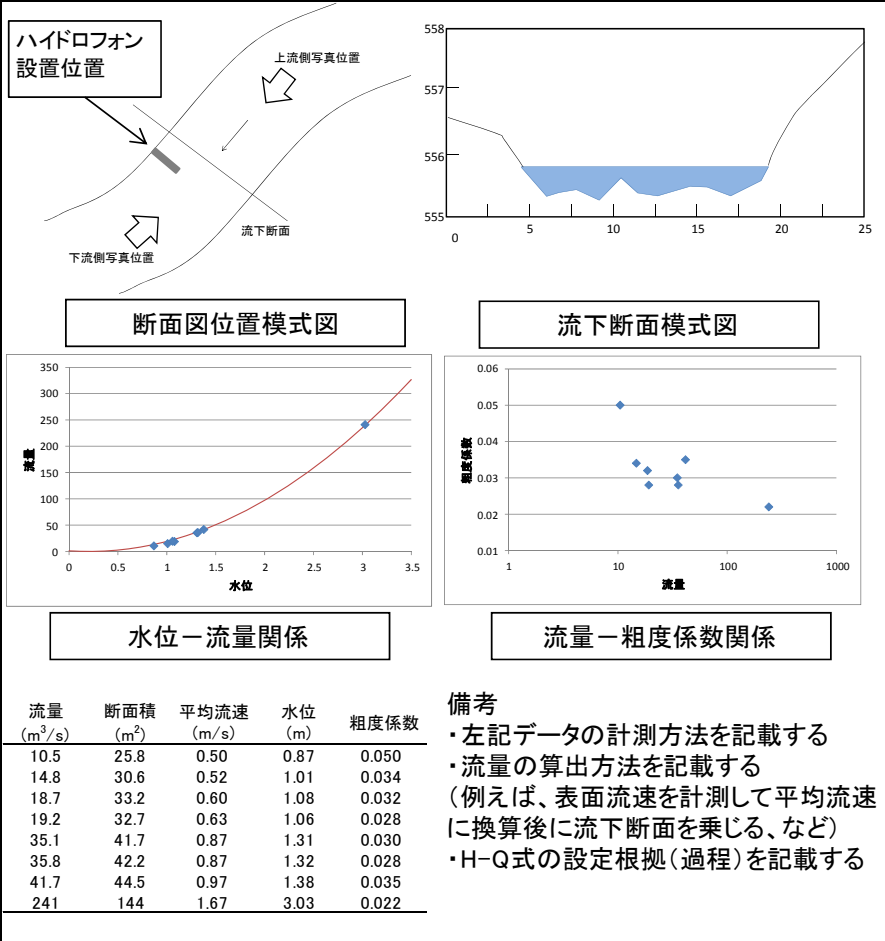 ハイドロフォン
設置位置
上流側写真位置
流下断面
下流側写真位置
断面図位置模式図
558
557
556
555
0
5
10
15
20
25
流下断面模式図
350
300
250
200
150
100
50
0
流量
0 0.5 1 1.5 2 2.5 3 3.5
水位
水位－流量関係
0.06
0.05
0.04
0.03
0.02
0.01
粗度係数
1 10 100 1000
流量
流量－粗度係数関係
流量 断面積 平均流速 水位 粗度係数
(m³/s) (m²) (m/s) (m)
10.5 25.8 0.50 0.87 0.050
14.8 30.6 0.52 1.01 0.034
18.7 33.2 0.60 1.08 0.032
19.2 32.7 0.63 1.06 0.028
35.1 41.7 0.87 1.31 0.030
35.8 42.2 0.87 1.32 0.028
41.7 44.5 0.97 1.38 0.035
241 144 1.67 3.03 0.022
備考
・左記データの計測方法を記載する
・流量の算出方法を記載する
（例えば、表面流速を計測して平均流速
に換算後に流下断面を乗じる、など）
・H-Q式の設定根拠（過程）を記載する